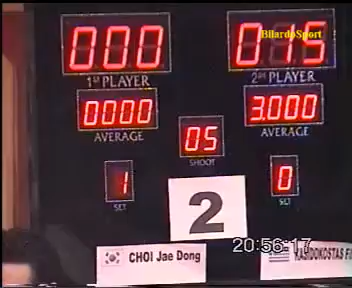 000 015
BilardoSport
1ST PLAYER 2ND PLAYER
0000 3.000
AVERAGE AVERAGE
05
SHOOT
1 0
SET SET
2
20:56:17
CHOI Jae Dong
KASIDOKOSTAS